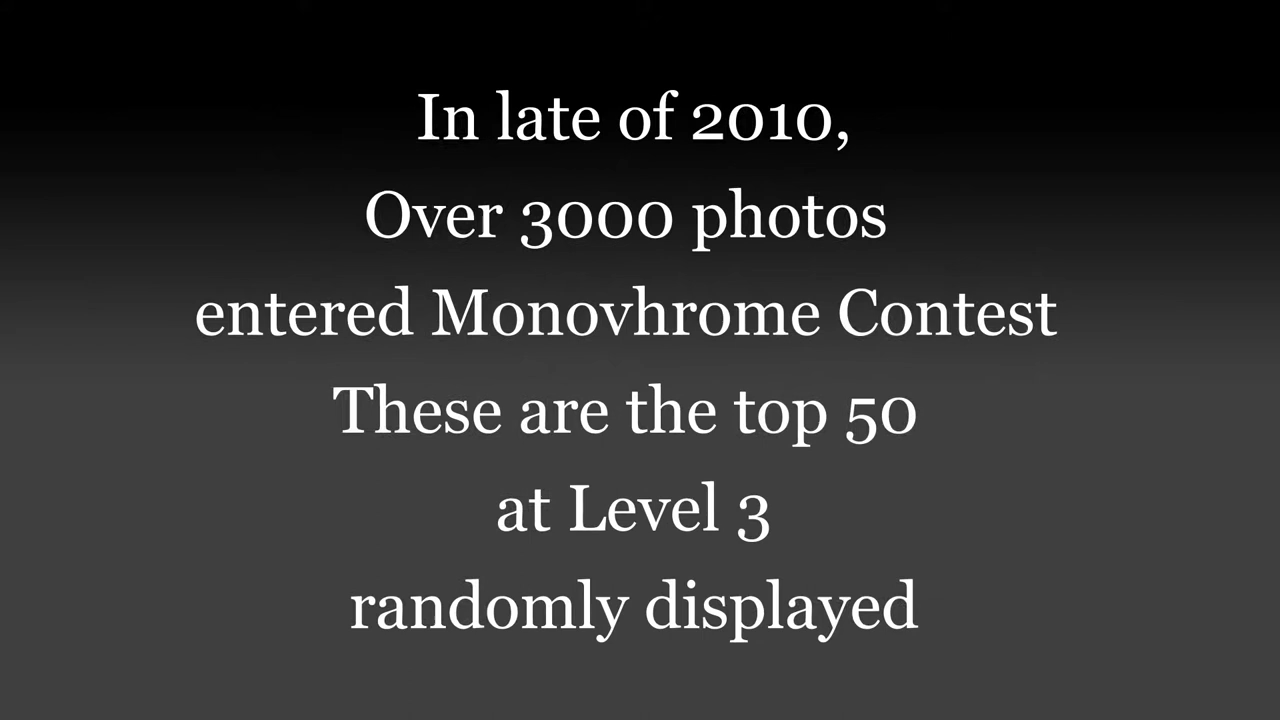 In late of 2010,
Over 3000 photos
entered Monovhrome Contest
These are the top 50
at Level 3
randomly displayed